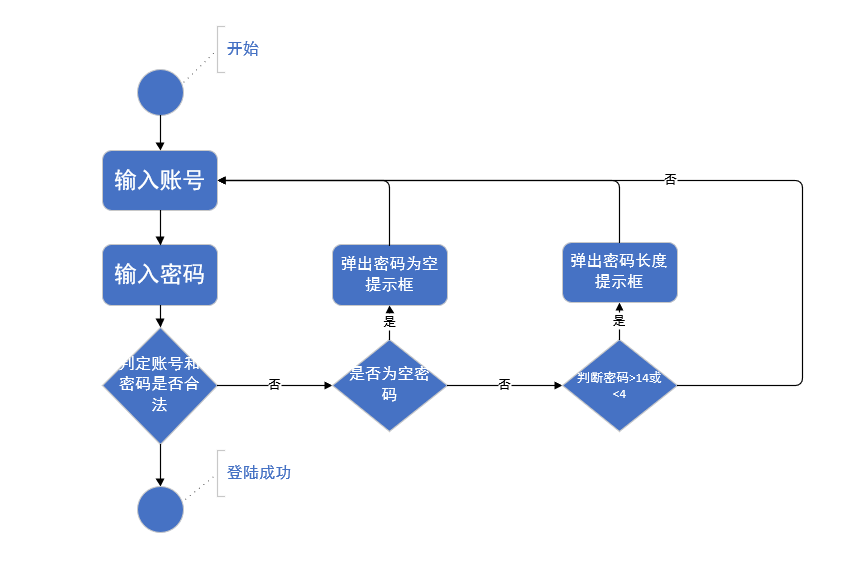 开始
输入账号
否
输入密码
弹出密码为空
提示框
弹出密码长度
提示框
是
是
判定账号和
密码是否合
法
否
是否为空密
码
否
判断密码>14或
<4
登陆成功